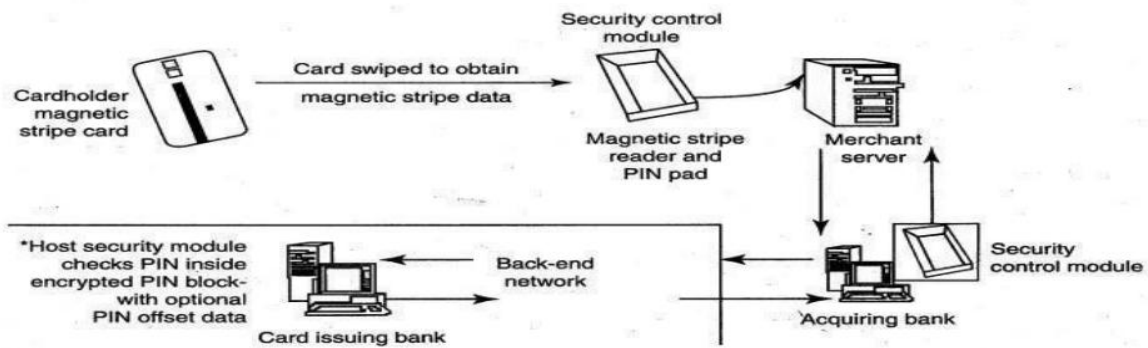 Security control
module
Card swiped to obtain
magnetic stripe data
Cardholder
magnetic
stripe card
Magnetic stripe
reader and
PIN pad
Merchant
server
*Host security module
checks PIN inside
encrypted PIN block-
with optional
PIN offset data
Back-end
network
Security
control module
Card issuing bank
Acquiring bank